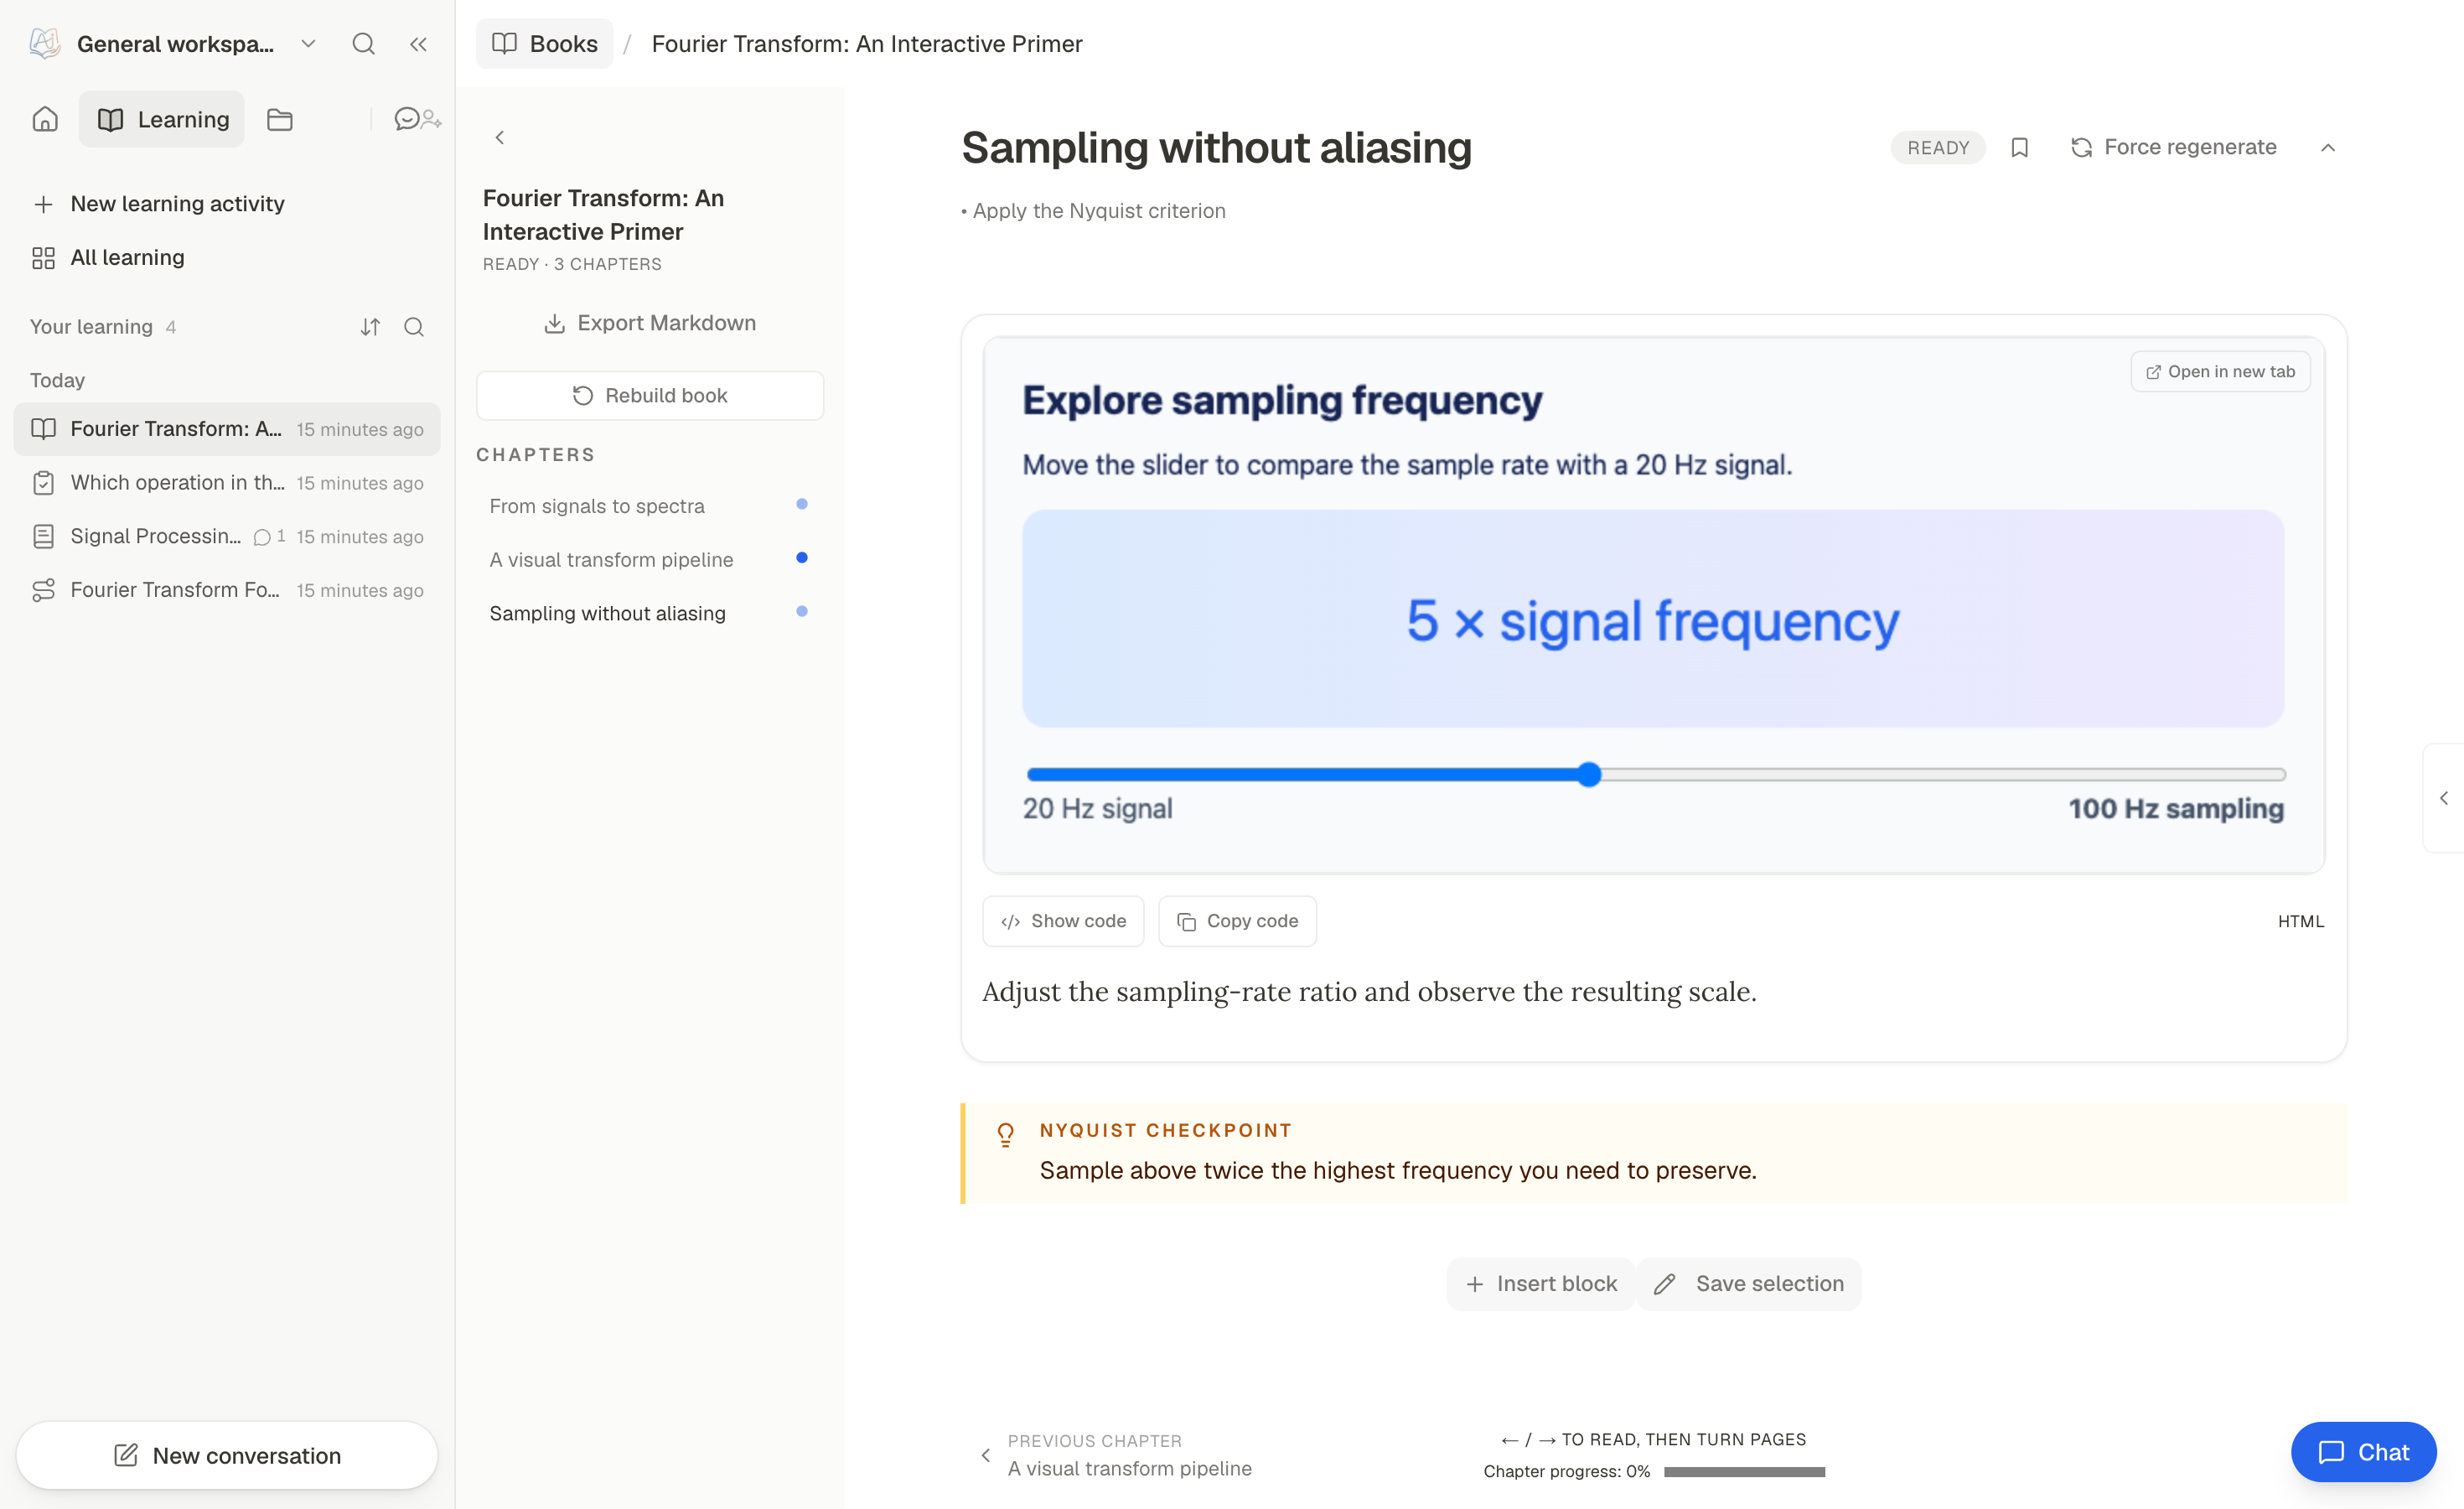 General workspa...
Learning
New learning activity
All learning
Your learning 4
Today
Fourier Transform: A... 15 minutes ago
Which operation in th... 15 minutes ago
Signal Processin... 1 15 minutes ago
Fourier Transform Fo... 15 minutes ago
New conversation
Books / Fourier Transform: An Interactive Primer
Fourier Transform: An
Interactive Primer
READY · 3 CHAPTERS
Export Markdown
Rebuild book
CHAPTERS
From signals to spectra
A visual transform pipeline
Sampling without aliasing
Sampling without aliasing
READY
Force regenerate
• Apply the Nyquist criterion
Open in new tab
Explore sampling frequency
Move the slider to compare the sample rate with a 20 Hz signal.
5 × signal frequency
20 Hz signal
100 Hz sampling
</> Show code
Copy code
HTML
Adjust the sampling-rate ratio and observe the resulting scale.
NYQUIST CHECKPOINT
Sample above twice the highest frequency you need to preserve.
+ Insert block
Save selection
PREVIOUS CHAPTER
A visual transform pipeline
← / → TO READ, THEN TURN PAGES
Chapter progress: 0%
Chat